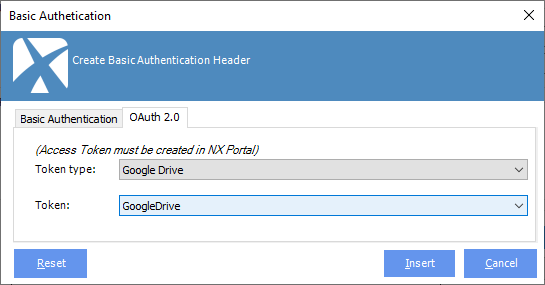 Basic Authetication
Create Basic Authentication Header
Basic Authentication
OAuth 2.0
(Access Token must be created in NX Portal)
Token type:
Google Drive
Token:
GoogleDrive
Reset
Insert
Cancel